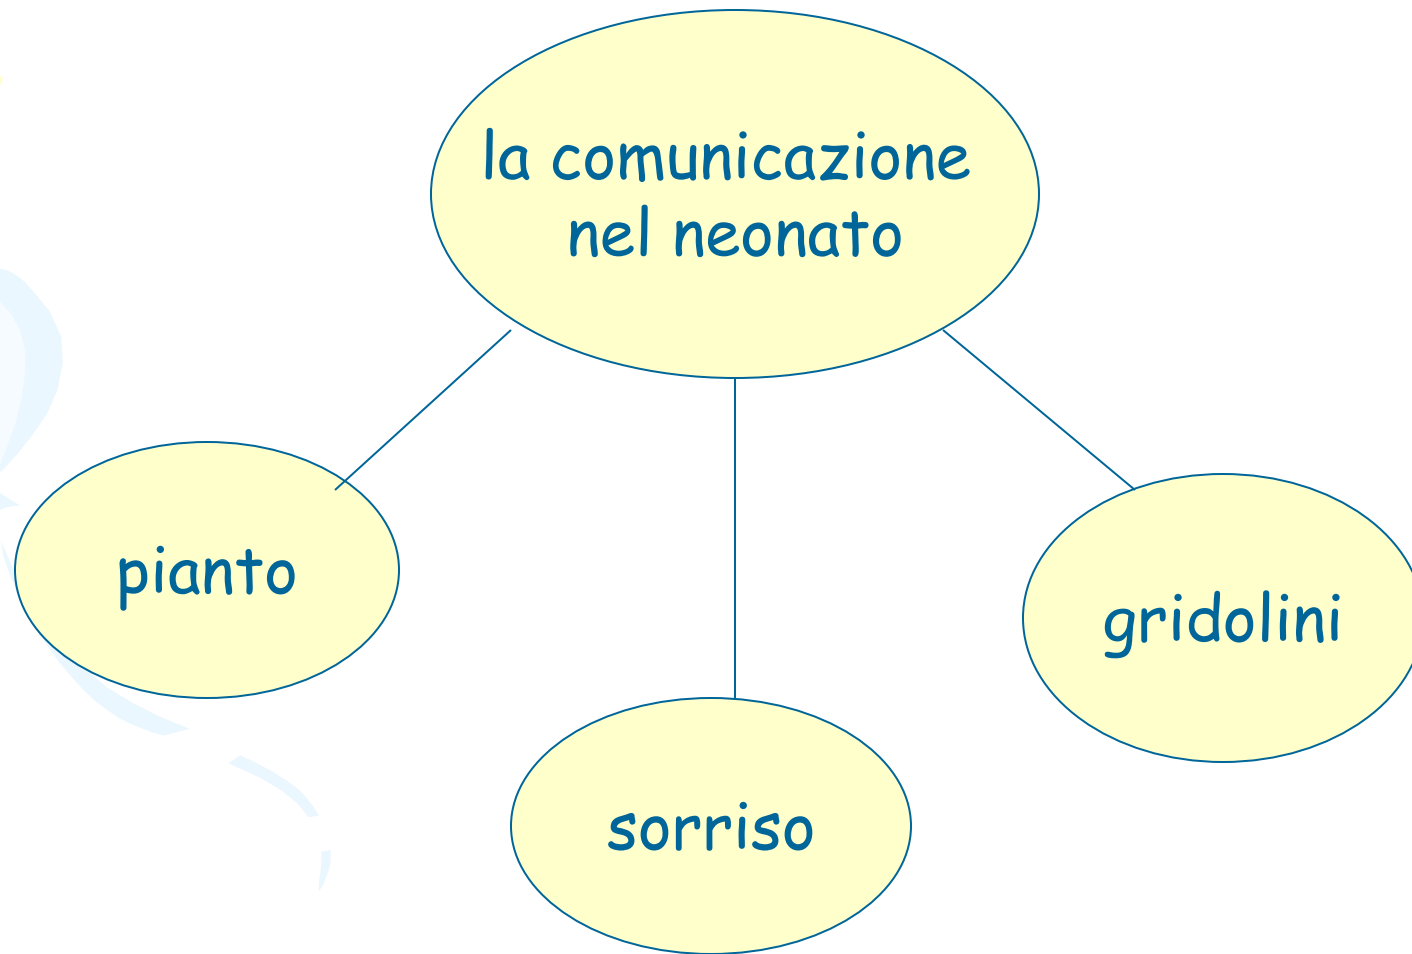 la comunicazione
nel neonato
pianto
gridolini
sorriso